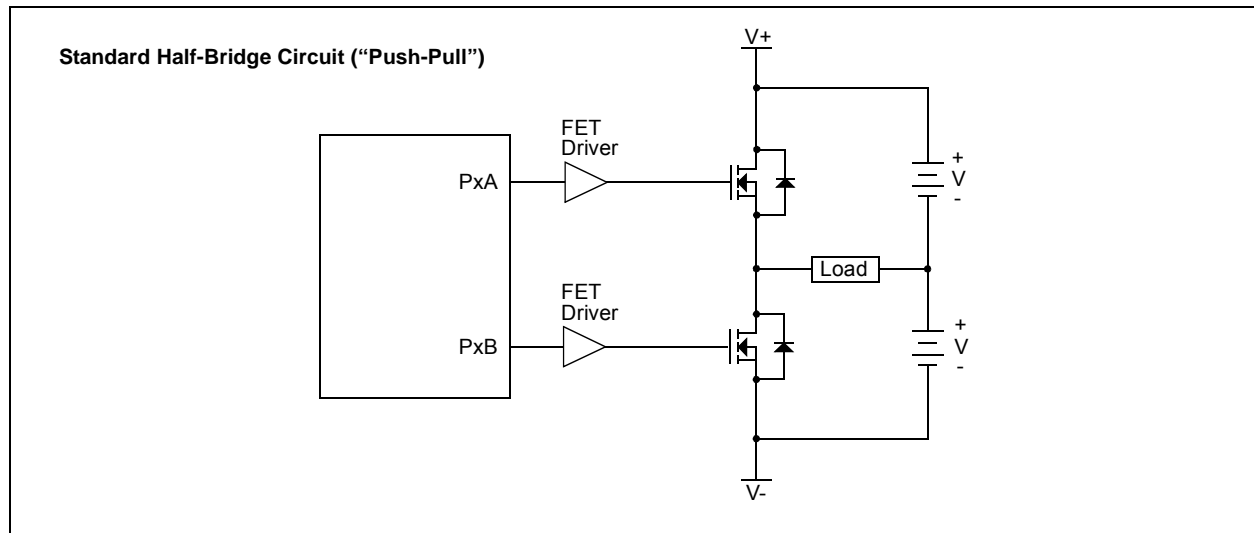 Standard Half-Bridge Circuit (“Push-Pull”)
V+
FET
Driver
PxA
+
V
-
Load
FET
Driver
PxB
+
V
-
V-